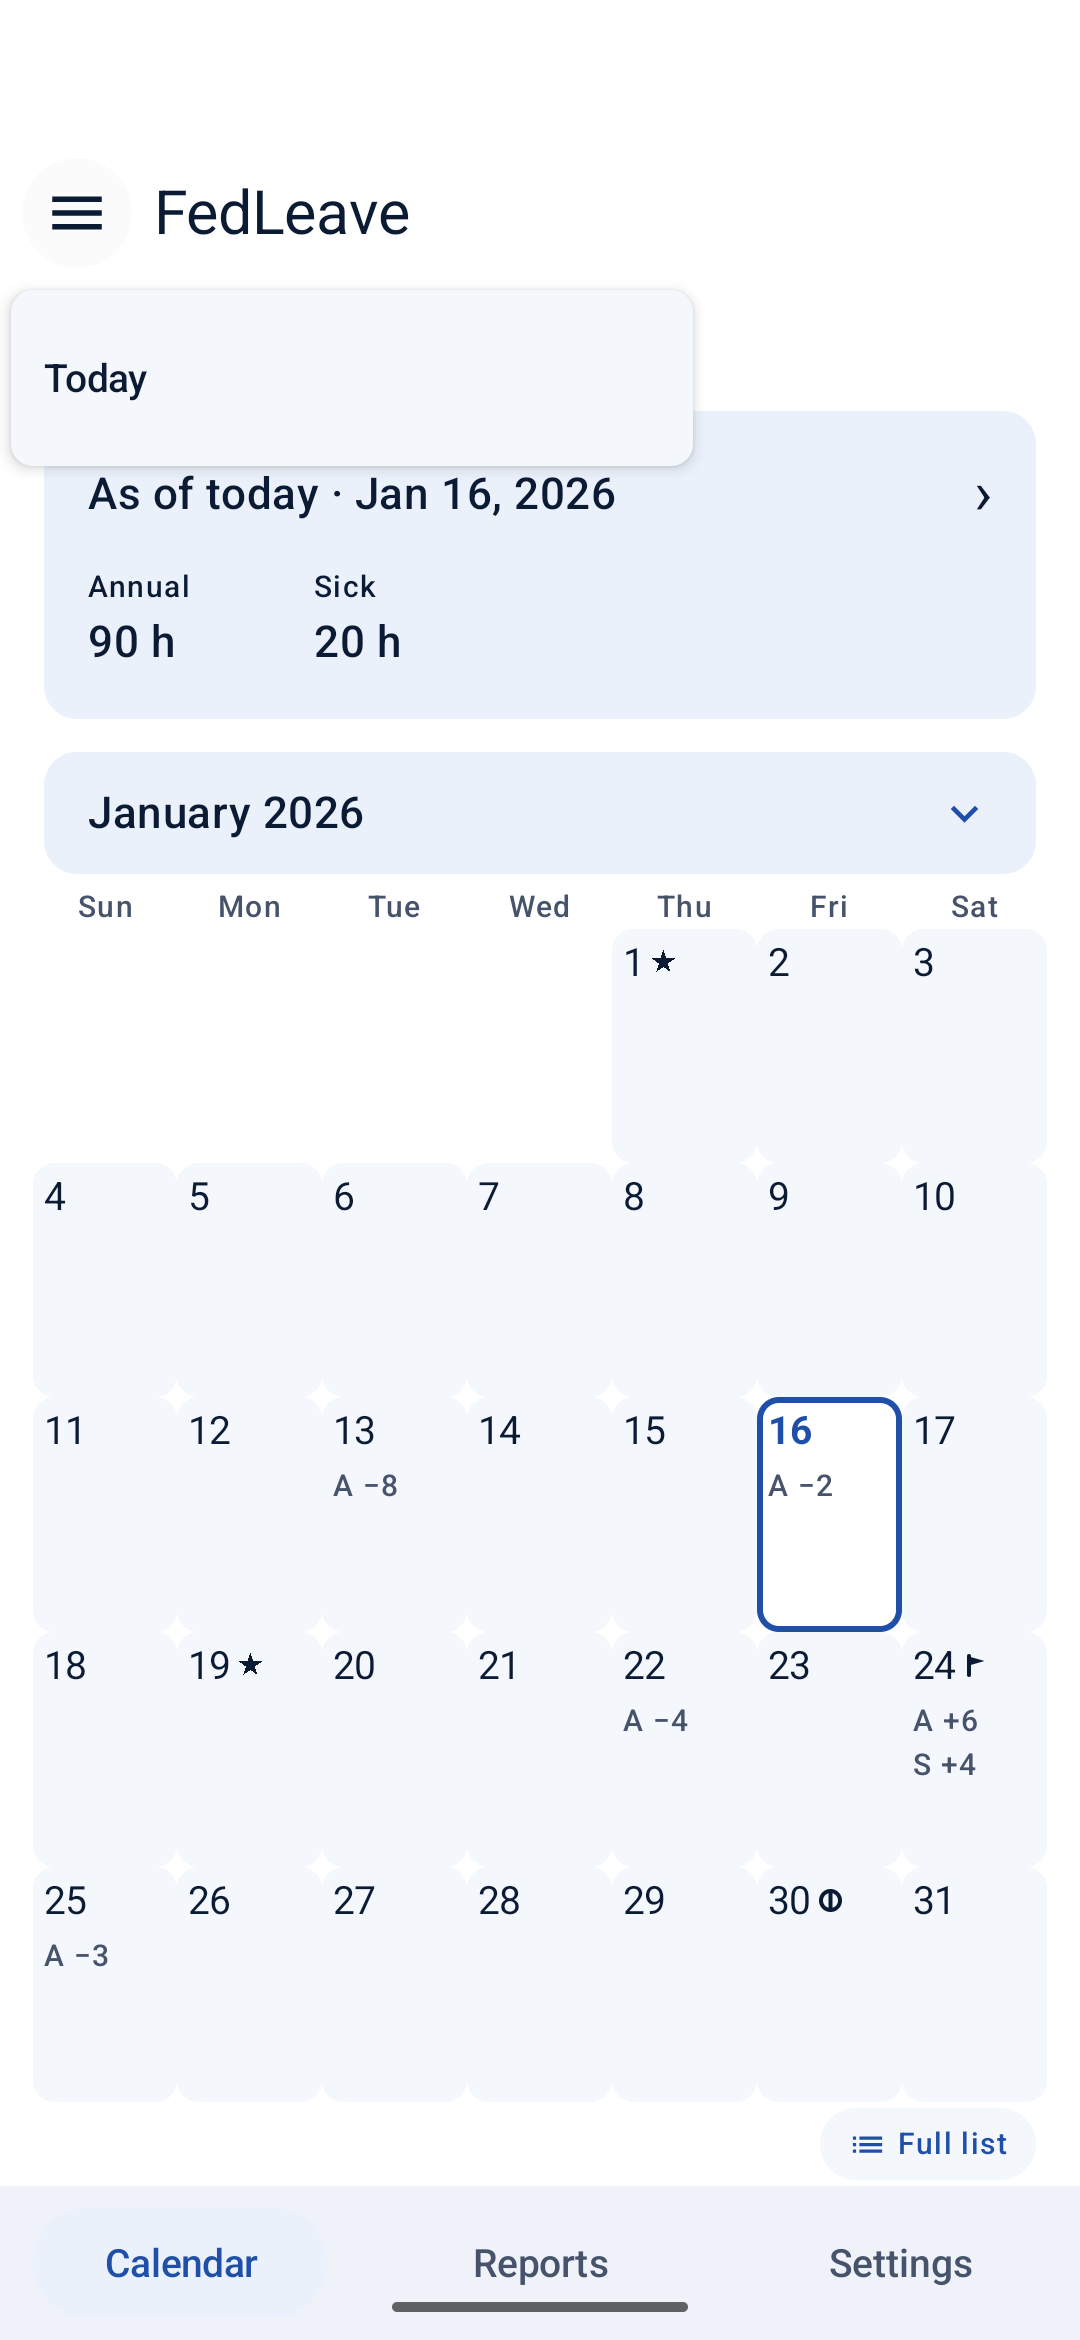 FedLeave
Today
As of today · Jan 16, 2026 ›
Annual Sick
90 h 20 h
January 2026
Sun Mon Tue Wed Thu Fri Sat
1 ★ 2 3
4 5 6 7 8 9 10
11 12 13 14 15 16 17
A −8 A −2
18 19 ★ 20 21 22 23 24
A −4 A +6
S +4
25 26 27 28 29 30 31
A −3
Full list
Calendar Reports Settings